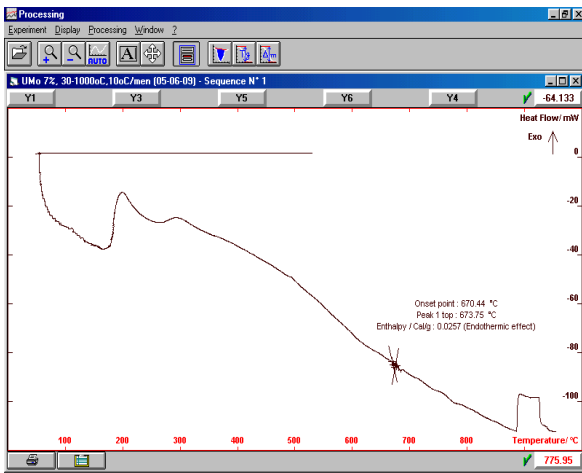 Processing
Experiment Display Processing Window ?
AUTO A
UMo 7%, 30-1000oC,10oC/men (05-06-09) - Sequence N° 1
Y1 Y3 Y5 Y6 Y4 -64.133
Heat Flow/ mW
Exo
0
-20
-40
-60
Onset point : 670.44 °C
Peak 1 top : 673.75 °C
Enthalpy / Cal/g : 0.0257 (Endothermic effect)
-80
-100
100 200 300 400 500 600 700 800 Temperature/ °C
775.95